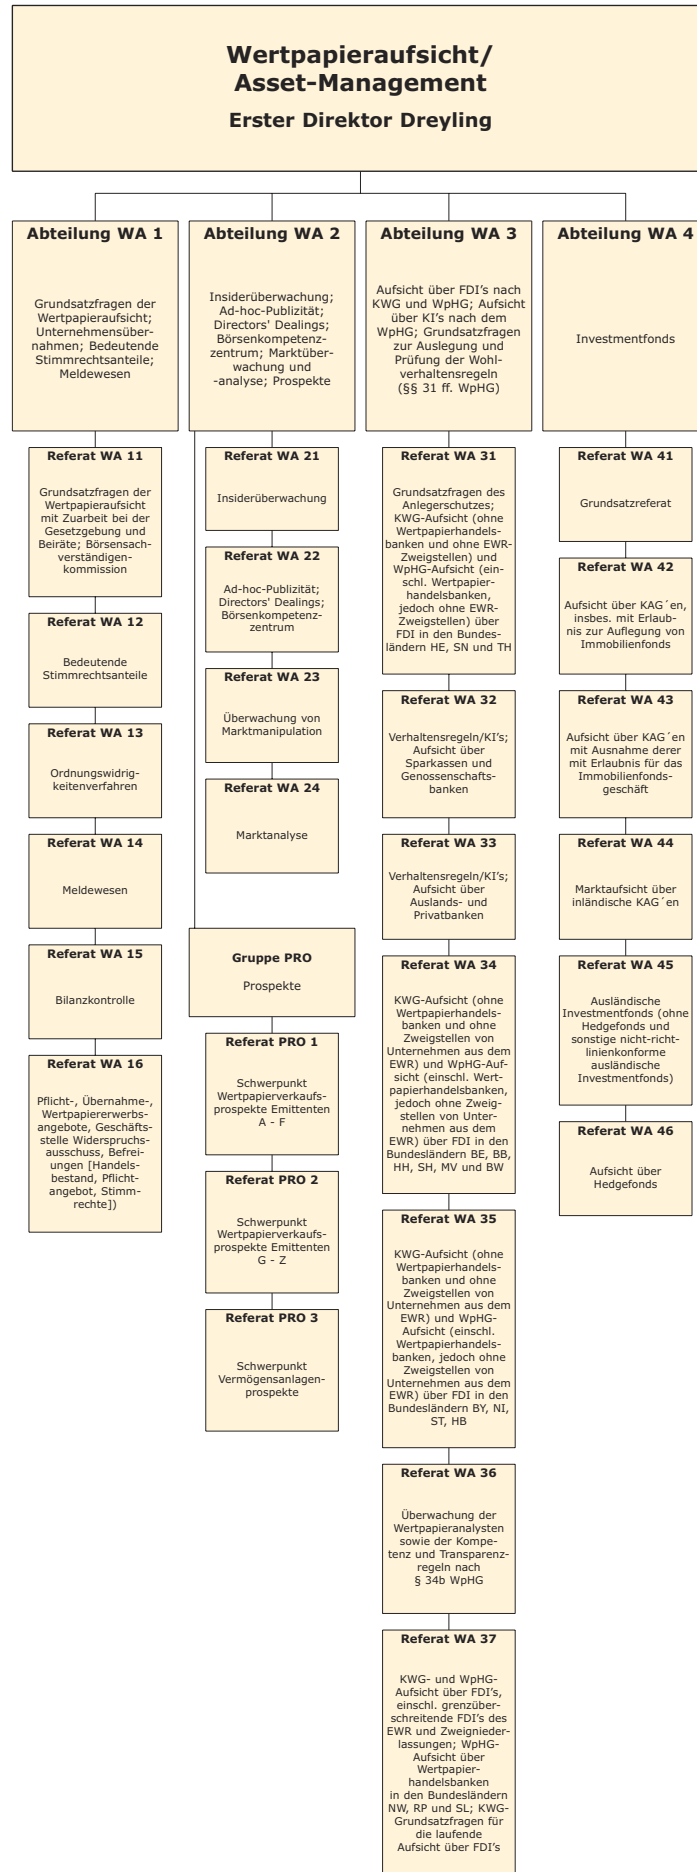 Wertpapieraufsicht/
Asset-Management
Erster Direktor Dreyling
Abteilung WA 1
Grundsatzfragen der
Wertpapieraufsicht;
Unternehmensüber-
nahmen; Bedeutende
Stimmrechtsanteile;
Meldewesen
Referat WA 11
Grundsatzfragen der
Wertpapieraufsicht
mit Zuarbeit bei der
Gesetzgebung und
Beiräte; Börsensach-
verständigen-
kommission
Referat WA 12
Bedeutende
Stimmrechtsanteile
Referat WA 13
Ordnungswidrig-
keitenverfahren
Referat WA 14
Meldewesen
Referat WA 15
Bilanzkontrolle
Referat WA 16
Pflicht-, Übernahme-,
Wertpapiererwerbs-
angebote, Geschäfts-
stelle Widerspruchs-
ausschuss, Befrei-
ungen [Handels-
bestand, Pflicht-
angebot, Stimm-
rechte])
Abteilung WA 2
Insiderüberwachung;
Ad-hoc-Publizität;
Directors' Dealings;
Börsenkompetenz-
zentrum; Marktüber-
wachung und
-analyse; Prospekte
Referat WA 21
Insiderüberwachung
Referat WA 22
Ad-hoc-Publizität;
Directors' Dealings;
Börsenkompetenz-
zentrum
Referat WA 23
Überwachung von
Marktmanipulation
Referat WA 24
Marktanalyse
Gruppe PRO
Prospekte
Referat PRO 1
Schwerpunkt
Wertpapierverkaufs-
prospekte Emittenten
A - F
Referat PRO 2
Schwerpunkt
Wertpapierverkaufs-
prospekte Emittenten
G - Z
Referat PRO 3
Schwerpunkt
Vermögensanlagen-
prospekte
Abteilung WA 3
Aufsicht über FDI's nach
KWG und WpHG; Aufsicht
über KI's nach dem
WpHG; Grundsatzfragen
zur Auslegung und
Prüfung der Wohl-
verhaltensregeln
(§§ 31 ff. WpHG)
Referat WA 31
Grundsatzfragen des
Anlegerschutzes;
KWG-Aufsicht (ohne
Wertpapierhandels-
banken und ohne EWR-
Zweigstellen) und
WpHG-Aufsicht (ein-
schl. Wertpapier-
handelsbanken,
jedoch ohne EWR-
Zweigstellen) über
FDI in den Bundes-
ländern HE, SN und TH
Referat WA 32
Verhaltensregeln/KI's;
Aufsicht über
Sparkassen und
Genossenschafts-
banken
Referat WA 33
Verhaltensregeln/KI's;
Aufsicht über
Auslands- und
Privatbanken
Referat WA 34
KWG-Aufsicht (ohne
Wertpapierhandels-
banken und ohne
Zweigstellen von
Unternehmen aus dem
EWR) und WpHG-Auf-
sicht (einschl. Wert-
papierhandelsbanken,
jedoch ohne Zweig-
stellen von Unter-
nehmen aus dem
EWR) über FDI in den
Bundesländern BE, BB,
HH, SH, MV und BW
Referat WA 35
KWG-Aufsicht (ohne
Wertpapierhandels-
banken und ohne
Zweigstellen von
Unternehmen aus dem
EWR) und WpHG-
Aufsicht (einschl.
Wertpapierhandels-
banken, jedoch ohne
Zweigstellen von
Unternehmen aus dem
EWR) über FDI in den
Bundesländern BY, NI,
ST, HB
Referat WA 36
Überwachung der
Wertpapieranalysten
sowie der Kompe-
tenz und Transparenz-
regeln nach
§ 34b WpHG
Referat WA 37
KWG- und WpHG-
Aufsicht über FDI's,
einschl. grenzüber-
schreitende FDI's des
EWR und Zweignieder-
lassungen; WpHG-
Aufsicht über
Wertpapier-
handelsbanken
in den Bundesländern
NW, RP und SL; KWG-
Grundsatzfragen für
die laufende
Aufsicht über FDI's
Abteilung WA 4
Investmentfonds
Referat WA 41
Grundsatzreferat
Referat WA 42
Aufsicht über KAG´en,
insbes. mit Erlaub-
nis zur Auflegung von
Immobilienfonds
Referat WA 43
Aufsicht über KAG´en
mit Ausnahme derer
mit Erlaubnis für das
Immobilienfonds-
geschäft
Referat WA 44
Marktaufsicht über
inländische KAG´en
Referat WA 45
Ausländische
Investmentfonds (ohne
Hedgefonds und
sonstige nicht-richt-
linienkonforme
ausländische
Investmentfonds)
Referat WA 46
Aufsicht über
Hedgefonds